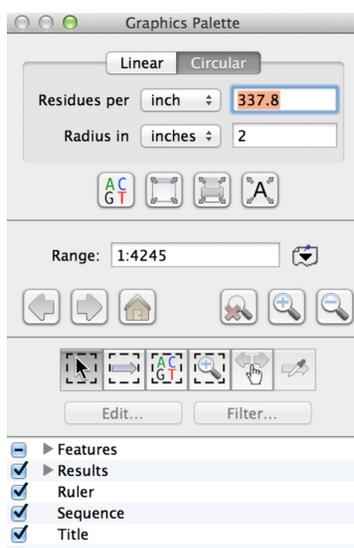 Graphics Palette
Linear Circular
Residues per inch 337.8
Radius in inches 2
A C
G T
A
Range: 1:4245
A C
G T
Edit... Filter...
Features
Results
Ruler
Sequence
Title